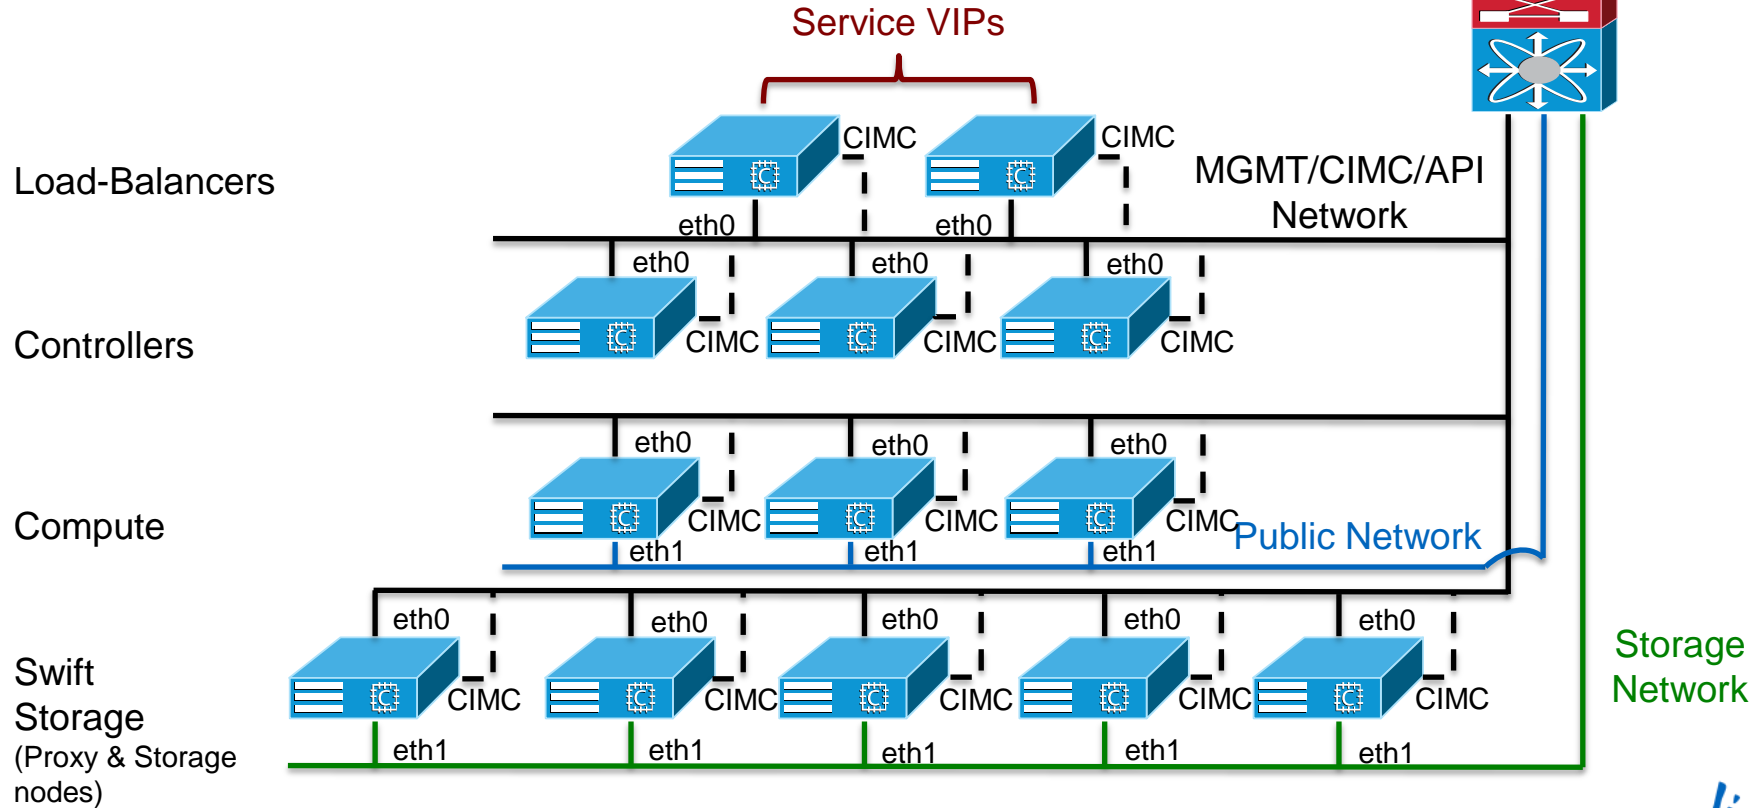 Service VIPs
CIMC
CIMC
Load-Balancers
MGMT/CIMC/API
Network
eth0
eth0
eth0
eth0
eth0
Controllers
CIMC
CIMC
CIMC
eth0
eth0
eth0
Compute
CIMC
CIMC
CIMC
Public Network
eth1
eth1
eth1
eth0
eth0
eth0
eth0
eth0
Swift
Storage
(Proxy & Storage
nodes)
CIMC
CIMC
CIMC
CIMC
CIMC
Storage
Network
eth1
eth1
eth1
eth1
eth1